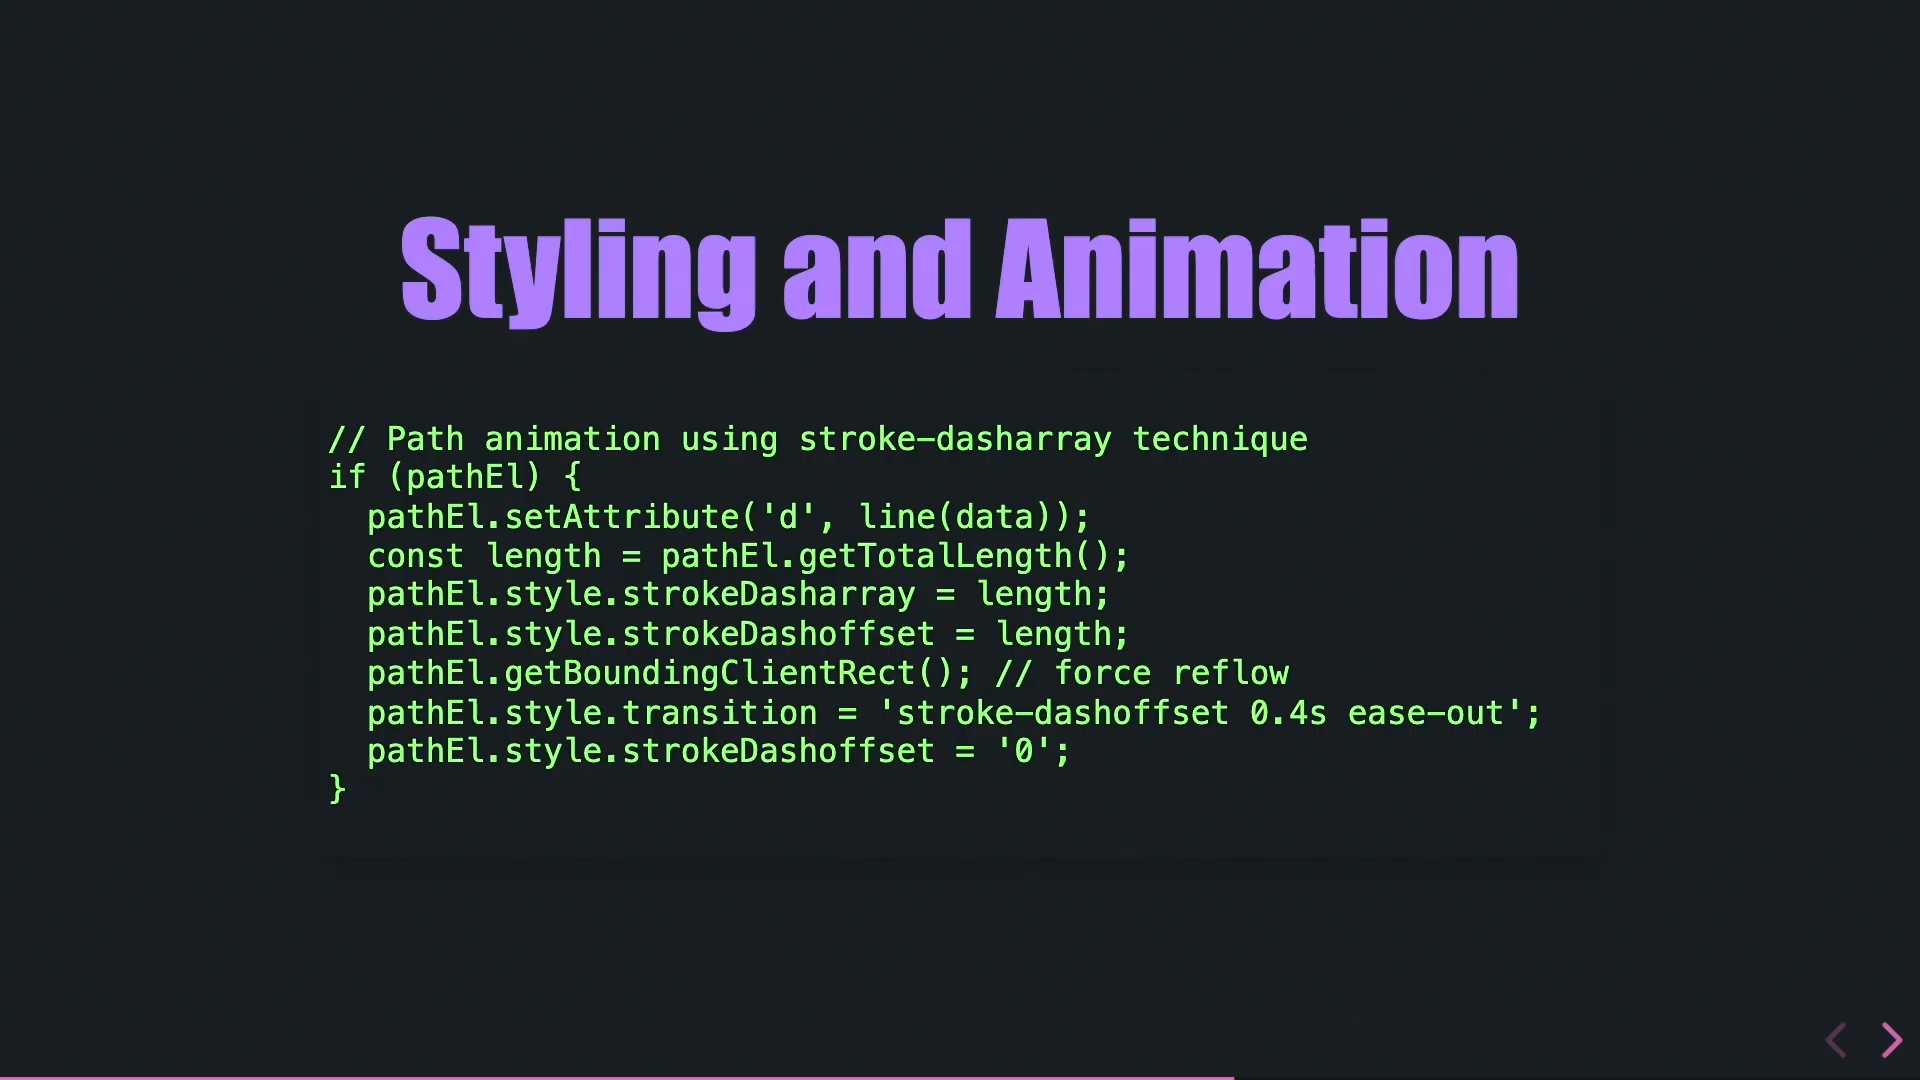 Styling and Animation
// Path animation using stroke-dasharray technique
if (pathEl) {
  pathEl.setAttribute('d', line(data));
  const length = pathEl.getTotalLength();
  pathEl.style.strokeDasharray = length;
  pathEl.style.strokeDashoffset = length;
  pathEl.getBoundingClientRect(); // force reflow
  pathEl.style.transition = 'stroke-dashoffset 0.4s ease-out';
  pathEl.style.strokeDashoffset = '0';
}